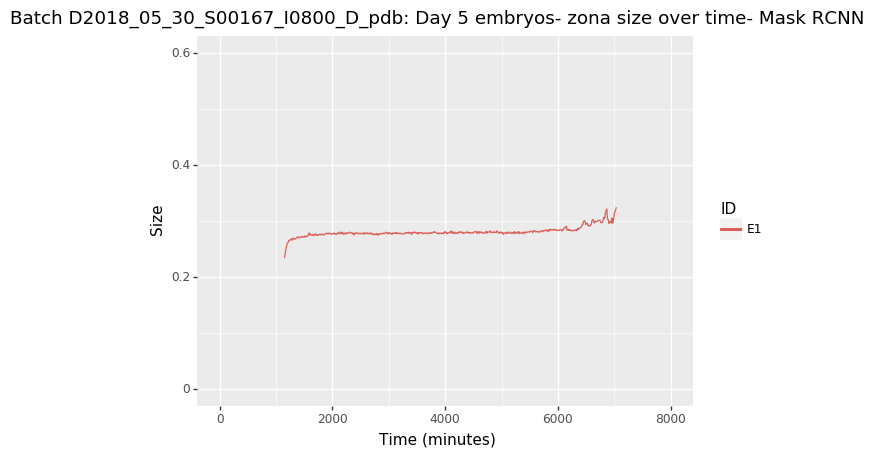 Batch D2018_05_30_S00167_I0800_D_pdb: Day 5 embryos- zona size over time- Mask RCNN
0.6
0.4
0.2
0
Size
0
2000
4000
6000
8000
Time (minutes)
ID
E1